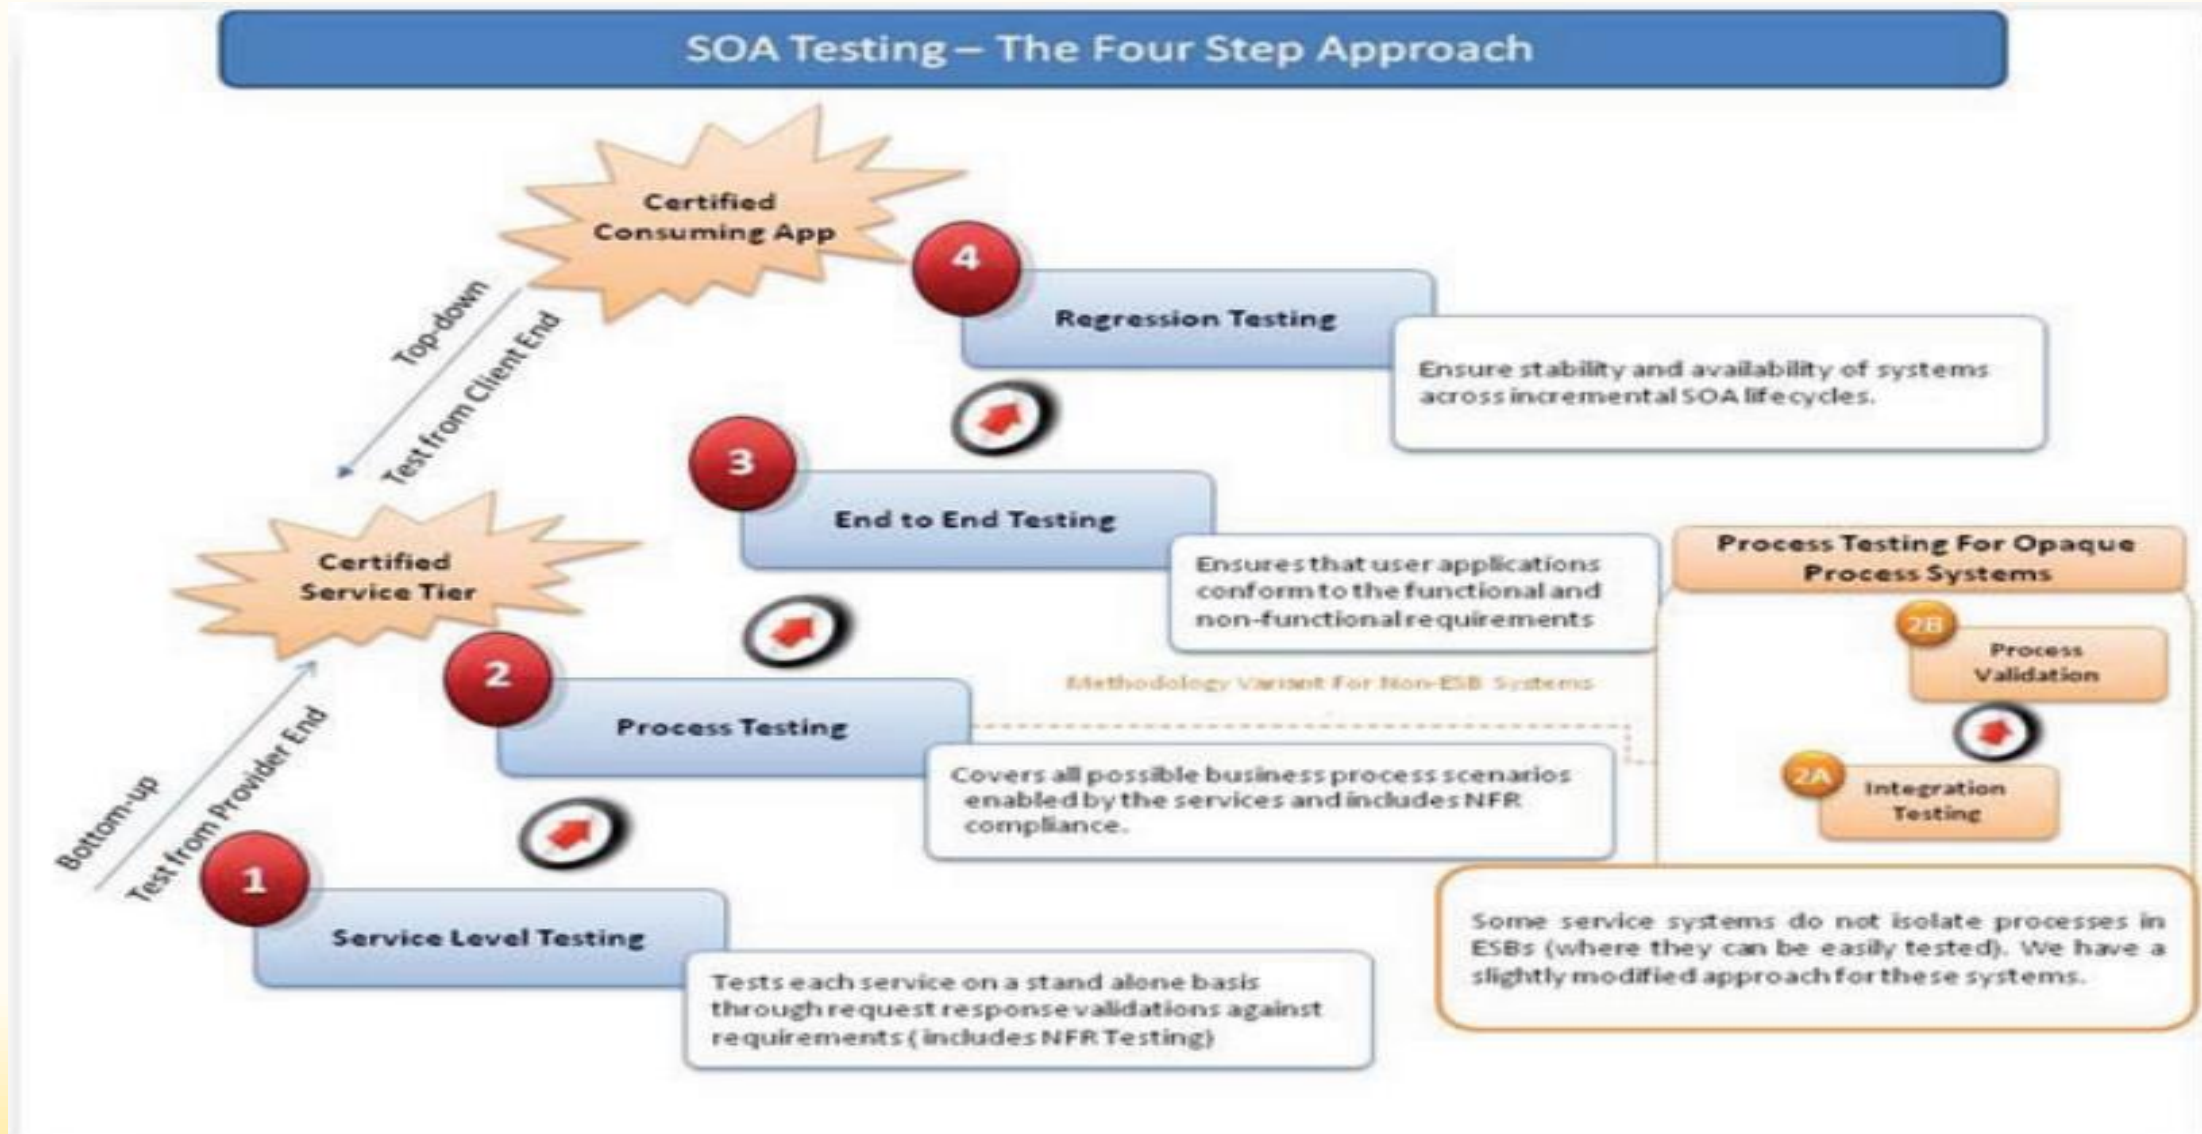 SOA Testing – The Four Step Approach
Certified
Consuming App
4
Regression Testing
Ensure stability and availability of systems
across incremental SOA lifecycles.
Top-down
Test from Client End
3
End to End Testing
Ensures that user applications
conform to the functional and
non-functional requirements
Certified
Service Tier
2
Process Testing
Covers all possible business process scenarios
enabled by the services and includes NFR
compliance.
Methodology Variant For Non-ESB Systems
Process Testing For Opaque
Process Systems
2B
Process
Validation
2A
Integration
Testing
Some service systems do not isolate processes in
ESBs (where they can be easily tested). We have a
slightly modified approach for these systems.
Bottom-up
Test from Provider End
1
Service Level Testing
Tests each service on a stand alone basis
through request response validations against
requirements ( includes NFR Testing)